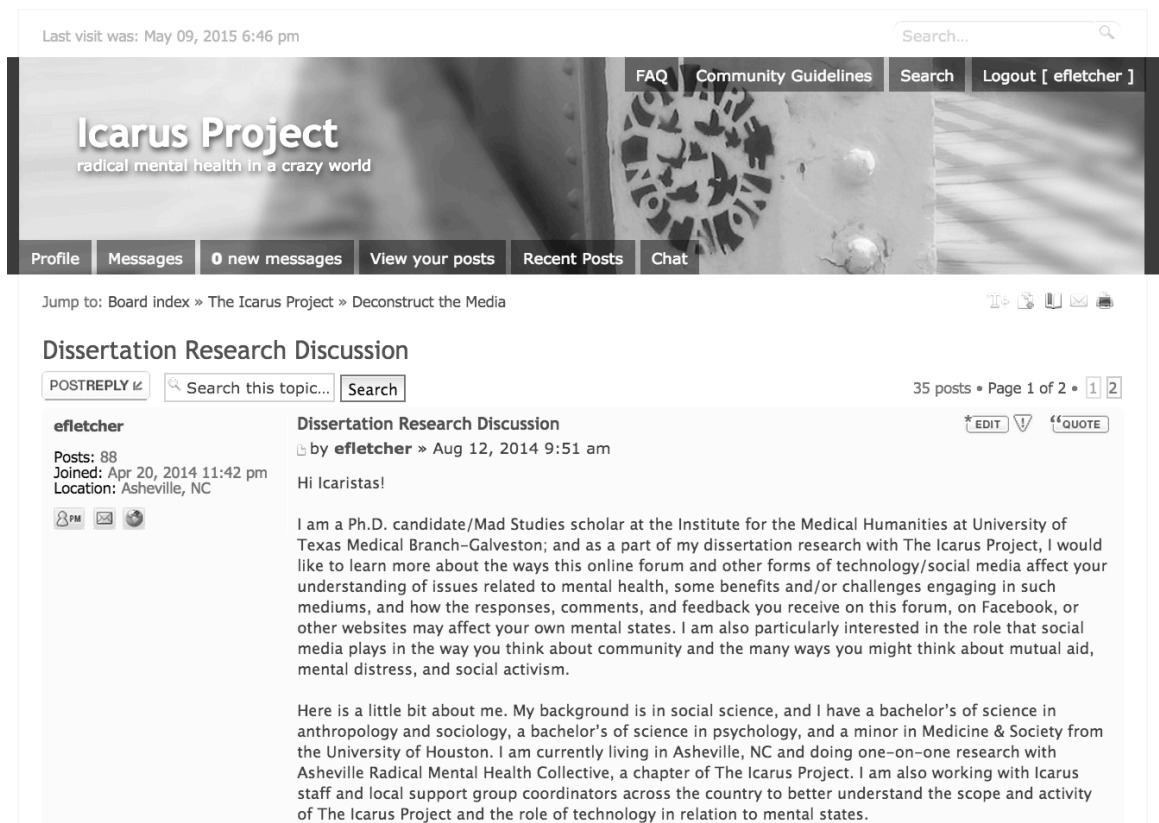 Last visit was: May 09, 2015 6:46 pm
Search...
FAQ Community Guidelines Search Logout [ efletcher ]
Icarus Project
radical mental health in a crazy world
YOU ARE NOT ALONE
Profile Messages 0 new messages View your posts Recent Posts Chat
Jump to: Board index » The Icarus Project » Deconstruct the Media
Dissertation Research Discussion
POSTREPLY Search this topic... Search 35 posts • Page 1 of 2 • 1 2
efletcher
Posts: 88
Joined: Apr 20, 2014 11:42 pm
Location: Asheville, NC
PM
Dissertation Research Discussion
EDIT ! QUOTE
by efletcher » Aug 12, 2014 9:51 am
Hi Icaristas!
I am a Ph.D. candidate/Mad Studies scholar at the Institute for the Medical Humanities at University of
Texas Medical Branch-Galveston; and as a part of my dissertation research with The Icarus Project, I would
like to learn more about the ways this online forum and other forms of technology/social media affect your
understanding of issues related to mental health, some benefits and/or challenges engaging in such
mediums, and how the responses, comments, and feedback you receive on this forum, on Facebook, or
other websites may affect your own mental states. I am also particularly interested in the role that social
media plays in the way you think about community and the many ways you might think about mutual aid,
mental distress, and social activism.
Here is a little bit about me. My background is in social science, and I have a bachelor's of science in
anthropology and sociology, a bachelor's of science in psychology, and a minor in Medicine & Society from
the University of Houston. I am currently living in Asheville, NC and doing one-on-one research with
Asheville Radical Mental Health Collective, a chapter of The Icarus Project. I am also working with Icarus
staff and local support group coordinators across the country to better understand the scope and activity
of The Icarus Project and the role of technology in relation to mental states.